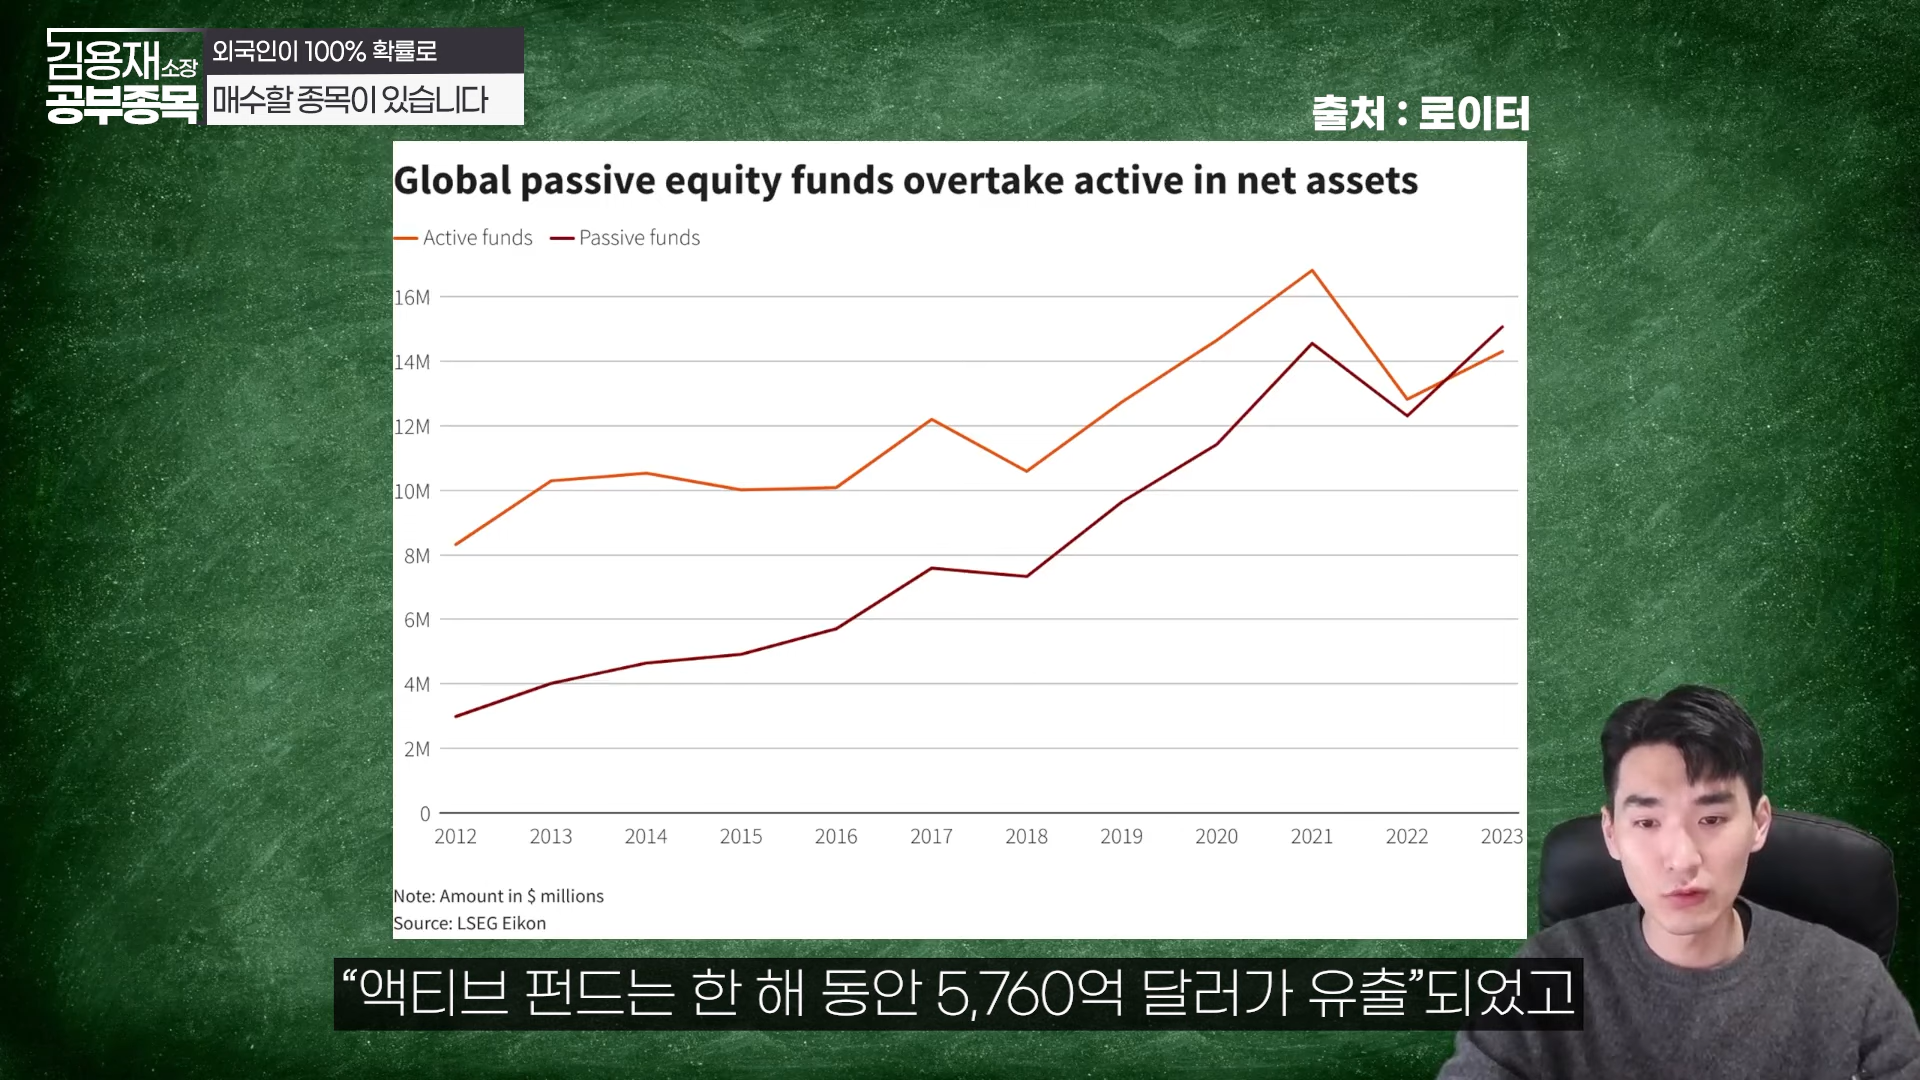 김용재소장
공부종목
외국인이 100% 확률로
매수할 종목이 있습니다
출처 : 로이터
Global passive equity funds overtake active in net assets
Active funds Passive funds
16M
14M
12M
10M
8M
6M
4M
2M
0
2012 2013 2014 2015 2016 2017 2018 2019 2020 2021 2022 2023
Note: Amount in $ millions
Source: LSEG Eikon
“액티브 펀드는 한 해 동안 5,760억 달러가 유출”되었고